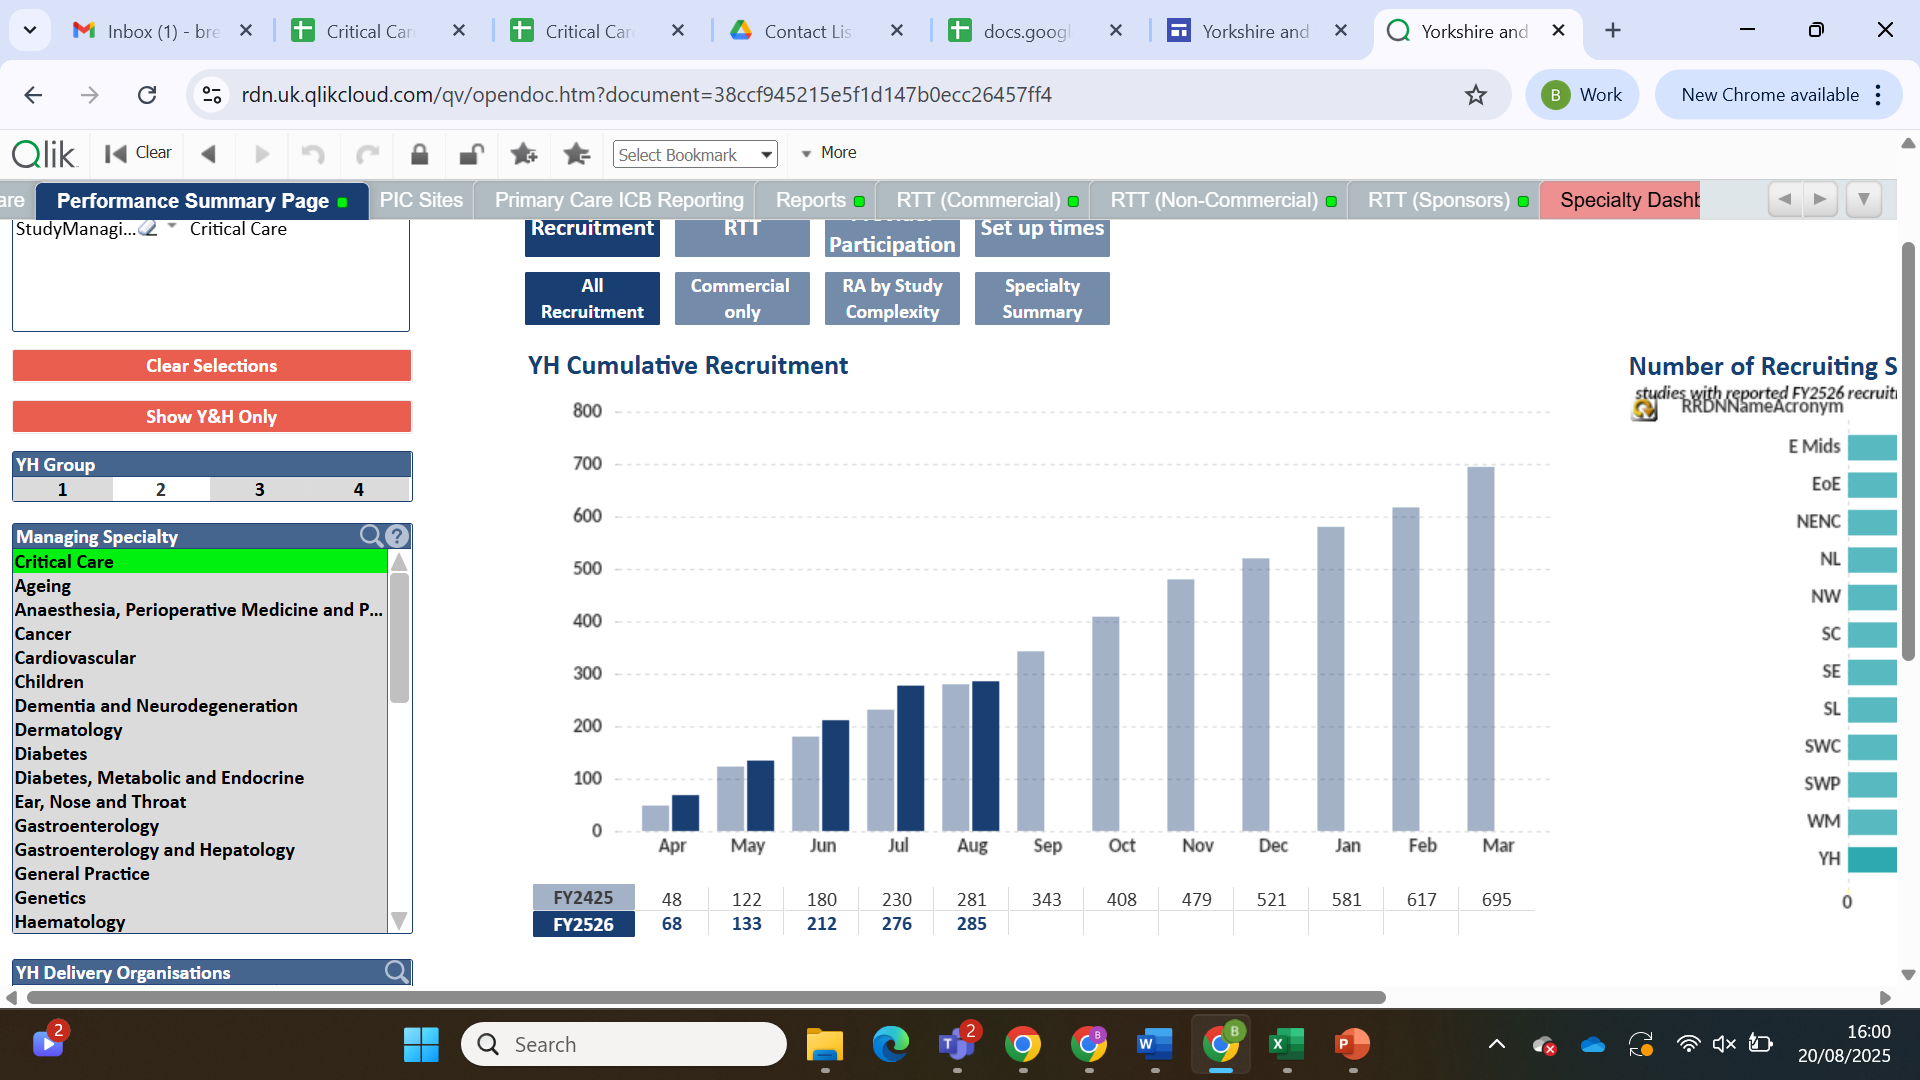 Inbox (1) - bre
Critical Car
Critical Car
Contact Lis
docs.googl
Yorkshire and
Yorkshire and
rdn.uk.qlikcloud.com/qv/opendoc.htm?document=38ccf945215e5f1d147b0ecc26457ff4
B Work
New Chrome available
Qlik
Clear
Select Bookmark
More
are
Performance Summary Page
PIC Sites
Primary Care ICB Reporting
Reports
RTT (Commercial)
RTT (Non-Commercial)
RTT (Sponsors)
Specialty Dashb
StudyManagi... Critical Care
Clear Selections
Show Y&H Only
YH Group
1 2 3 4
Managing Specialty
Critical Care
Ageing
Anaesthesia, Perioperative Medicine and P...
Cancer
Cardiovascular
Children
Dementia and Neurodegeneration
Dermatology
Diabetes
Diabetes, Metabolic and Endocrine
Ear, Nose and Throat
Gastroenterology
Gastroenterology and Hepatology
General Practice
Genetics
Haematology
YH Delivery Organisations
Recruitment
RTT
Participation
Set up times
All
Recruitment
Commercial
only
RA by Study
Complexity
Specialty
Summary
YH Cumulative Recruitment
800
700
600
500
400
300
200
100
0
Apr May Jun Jul Aug Sep Oct Nov Dec Jan Feb Mar
FY2425 48 122 180 230 281 343 408 479 521 581 617 695
FY2526 68 133 212 276 285
Number of Recruiting S
studies with reported FY2526 recruit
RRDNNameAcronym
E Mids
EoE
NENC
NL
NW
SC
SE
SL
SWC
SWP
WM
YH
0
2
Search
2
B
B
16:00
20/08/2025